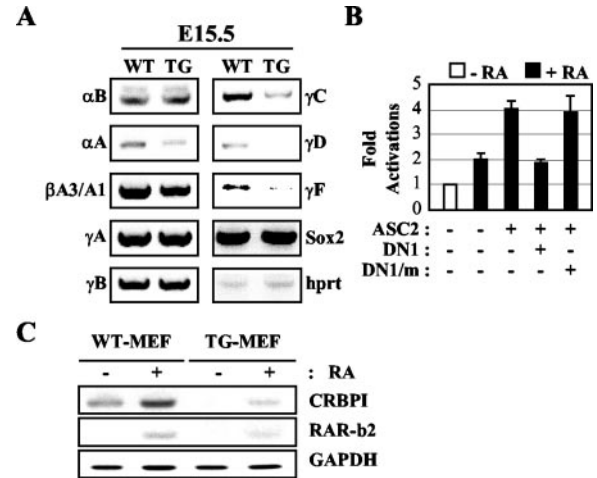 A
E15.5
WT TG WT TG
αB γC
αA γD
βA3/A1 γF
γA Sox2
γB hprt
B
- RA + RA
Fold Activations
5
4
3
2
1
0
ASC2 : - - + + +
DN1 : - - - + -
DN1/m : - - - - +
C
WT-MEF TG-MEF
- + - + : RA
CRBPI
RAR-b2
GAPDH